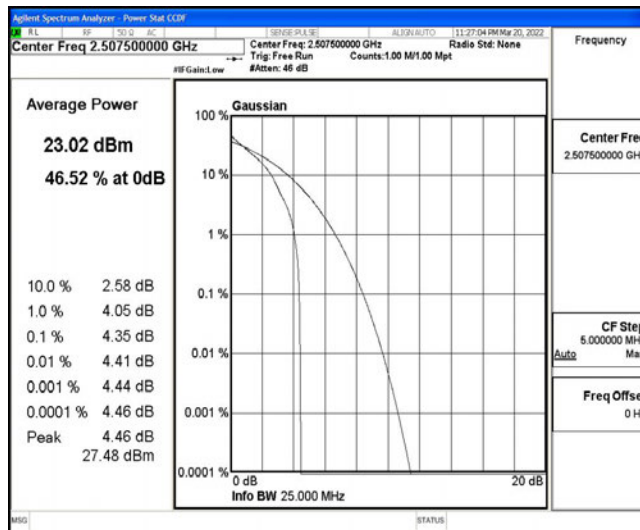 Agilent Spectrum Analyzer - Power Stat CCDF
RL RF 50 Ω AC SENSE:PULSE ALIGN AUTO 11:27:04 PM Mar 20, 2022
Center Freq 2.507500000 GHz
Center Freq: 2.507500000 GHz Radio Std: None
Trig: Free Run Counts:1.00 M/1.00 Mpt
#IFGain:Low #Atten: 46 dB
Frequency
Average Power
23.02 dBm
46.52 % at 0dB
10.0 % 2.58 dB
1.0 % 4.05 dB
0.1 % 4.35 dB
0.01 % 4.41 dB
0.001 % 4.44 dB
0.0001 % 4.46 dB
Peak 4.46 dB
27.48 dBm
Gaussian
100 %
10 %
1 %
0.1 %
0.01 %
0.001 %
0.0001 %
0 dB 20 dB
Info BW 25.000 MHz
Center Fre
2.507500000 GH
CF Step
5.000000 MH
Auto Ma
Freq Offse
0 H
MSG STATUS